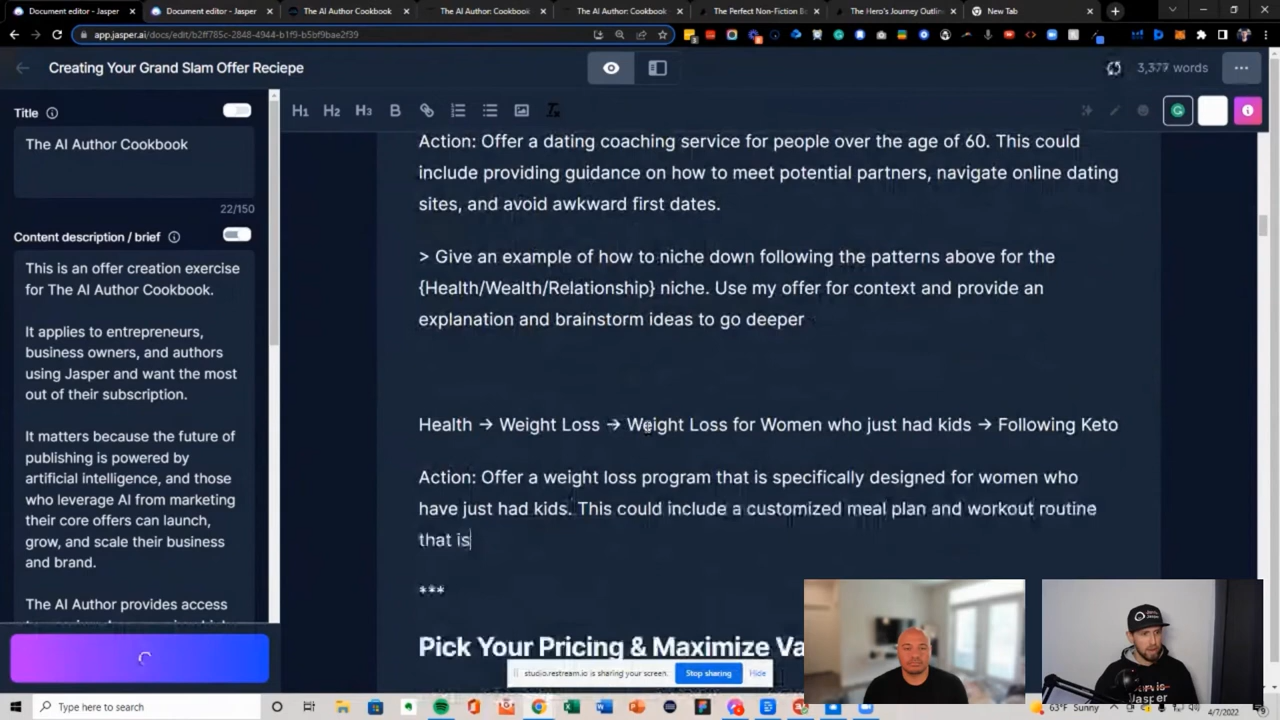 Document editor - Jasper
Document editor - Jasper
The AI Author Cookbook
The AI Author: Cookbook
The AI Author: Cookbook
The Perfect Non-Fiction B
The Hero's Journey Outlin
New Tab
app.jasper.ai/docs/edit/b2ff785c-2848-4944-b1f9-b5bf9bae2f39
Creating Your Grand Slam Offer Reciepe
3,377 words
Title
The AI Author Cookbook
22/150
Content description / brief
This is an offer creation exercise
for The AI Author Cookbook.
It applies to entrepreneurs,
business owners, and authors
using Jasper and want the most
out of their subscription.
It matters because the future of
publishing is powered by
artificial intelligence, and those
who leverage AI from marketing
their core offers can launch,
grow, and scale their business
and brand.
The AI Author provides access
H1 H2 H3 B
Action: Offer a dating coaching service for people over the age of 60. This could
include providing guidance on how to meet potential partners, navigate online dating
sites, and avoid awkward first dates.
> Give an example of how to niche down following the patterns above for the
{Health/Wealth/Relationship} niche. Use my offer for context and provide an
explanation and brainstorm ideas to go deeper
Health → Weight Loss → Weight Loss for Women who just had kids → Following Keto
Action: Offer a weight loss program that is specifically designed for women who
have just had kids. This could include a customized meal plan and workout routine
that is
***
Pick Your Pricing & Maximize Va
studio.restream.io is sharing your screen.
Stop sharing
Hide
Jasper
Type here to search
63°F Sunny
4/7/2022